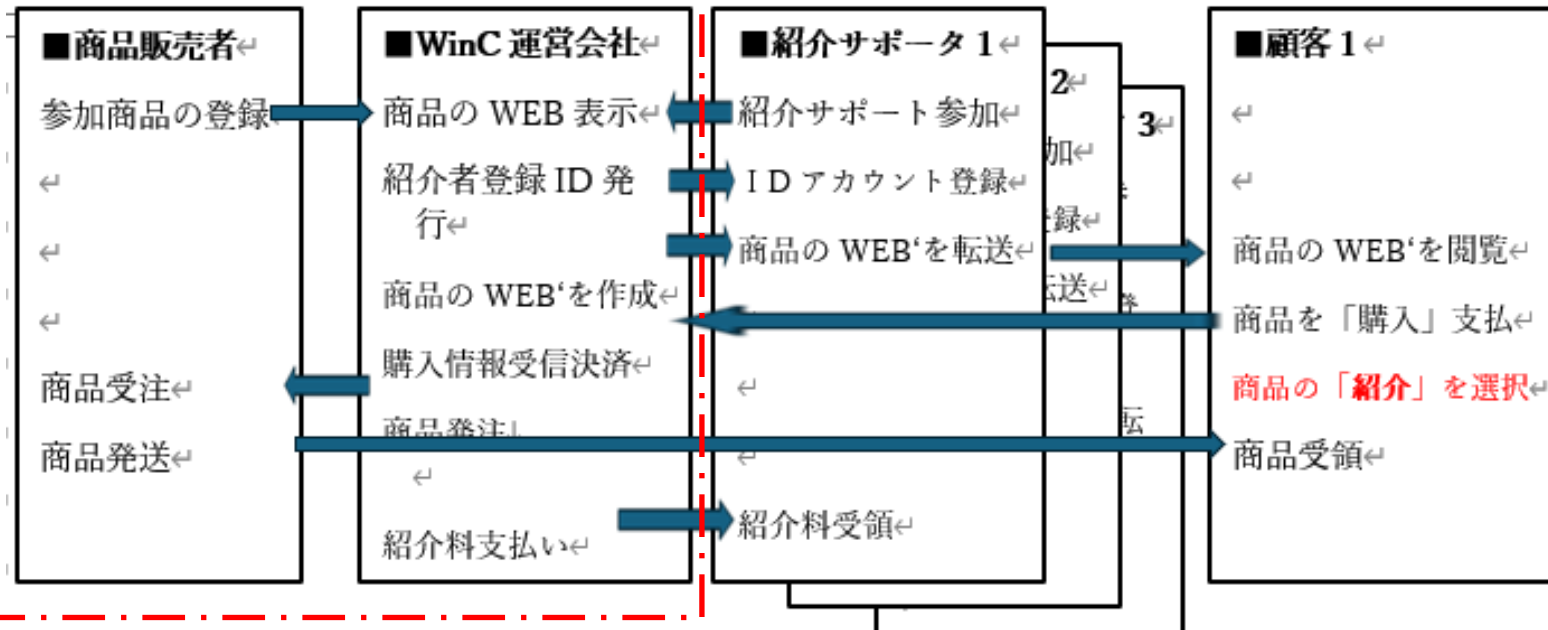 ■商品販売者↵
参加商品の登録↵
↵
↵
↵
商品受注↵
商品発送↵
■WinC 運営会社↵
商品の WEB 表示↵
紹介者登録 ID 発
行↵
商品の WEB‘を作成↵
購入情報受信決済↵
商品発注↓
↵
紹介料支払い↵
■紹介サポータ 1↵
紹介サポート参加↵
ＩＤアカウント登録↵
商品の WEB‘を転送↵
↵
↵
紹介料受領↵
2↵
加↵
録↵
転送↵
3↵
転
■顧客 1↵
↵
↵
商品の WEB‘を閲覧↵
商品を「購入」支払↵
商品の「紹介」を選択↵
商品受領↵